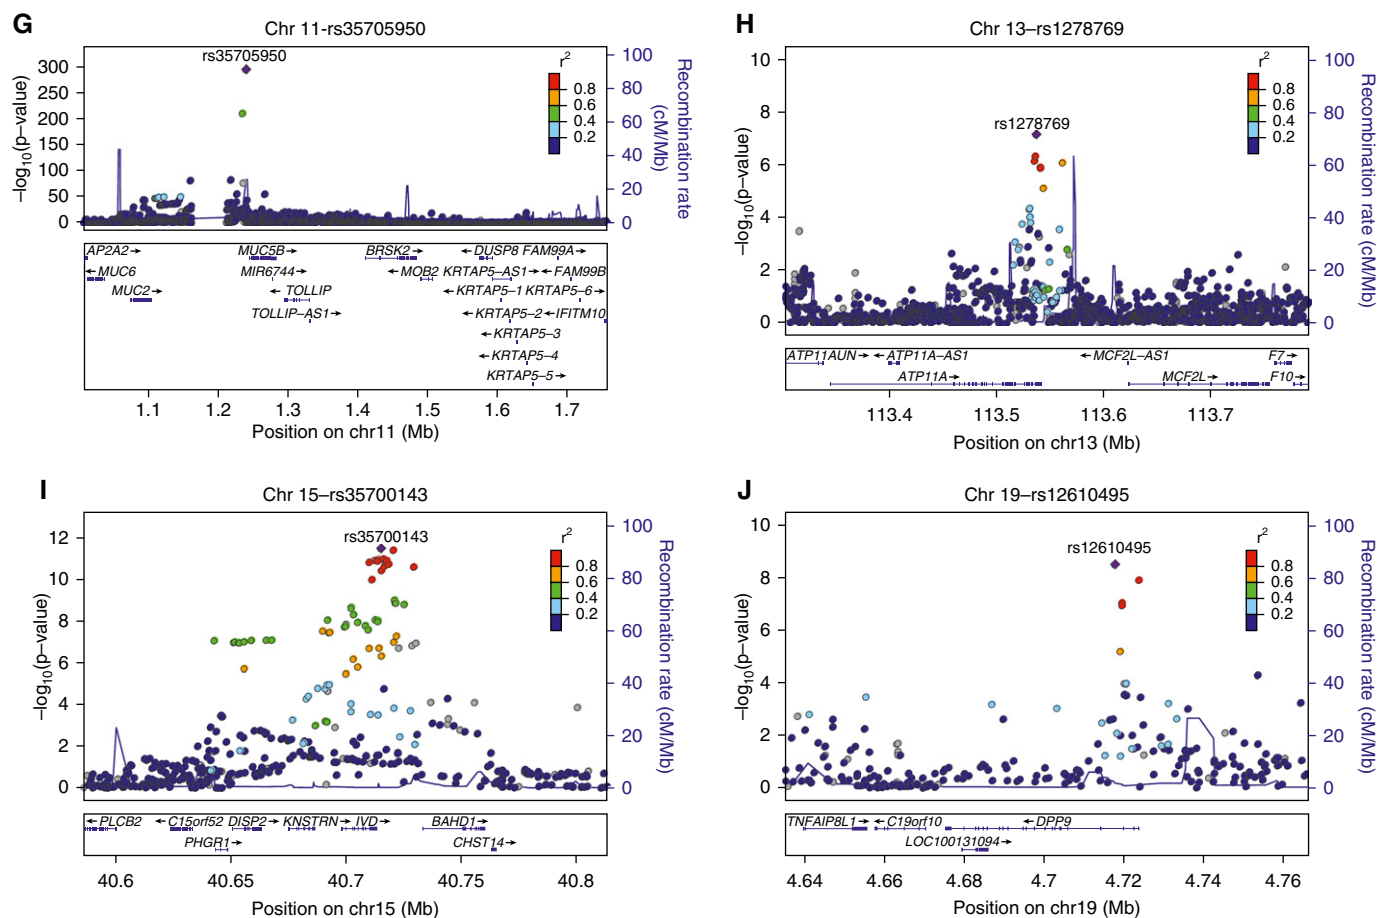 G
Chr 11-rs35705950
rs35705950
r2
0.8
0.6
0.4
0.2
300
250
200
150
100
50
0
−log10(p−value)
100
80
60
40
20
0
Recombination rate
(cM/Mb)
AP2A2→ MUC5B→ BRSK2→ ←DUSP8 FAM99A→
←MUC6 MIR6744→ ←MOB2 KRTAP5−AS1→ ←FAM99B
MUC2→ ←TOLLIP ←KRTAP5−1 KRTAP5−6→
TOLLIP−AS1→ ←KRTAP5−2 ←IFITM10
←KRTAP5−3
←KRTAP5−4
KRTAP5−5→
1.1 1.2 1.3 1.4 1.5 1.6 1.7
Position on chr11 (Mb)
H
Chr 13−rs1278769
rs1278769
r2
0.8
0.6
0.4
0.2
10
8
6
4
2
0
−log10(p−value)
100
80
60
40
20
0
Recombination rate (cM/Mb)
ATP11AUN→ ←ATP11A−AS1 ←MCF2L−AS1 F7→
ATP11A→ MCF2L→ F10→
113.4 113.5 113.6 113.7
Position on chr13 (Mb)
I
Chr 15−rs35700143
rs35700143
r2
0.8
0.6
0.4
0.2
12
10
8
6
4
2
0
−log10(p−value)
100
80
60
40
20
0
Recombination rate (cM/Mb)
←PLCB2 ←C15orf52 DISP2→ KNSTRN→ IVD→ BAHD1→
PHGR1→ CHST14→
40.6 40.65 40.7 40.75 40.8
Position on chr15 (Mb)
J
Chr 19−rs12610495
rs12610495
r2
0.8
0.6
0.4
0.2
10
8
6
4
2
0
−log10(p−value)
100
80
60
40
20
0
Recombination rate (cM/Mb)
TNFAIP8L1→ ←C19orf10 ←DPP9
LOC100131094→
4.64 4.66 4.68 4.7 4.72 4.74 4.76
Position on chr19 (Mb)